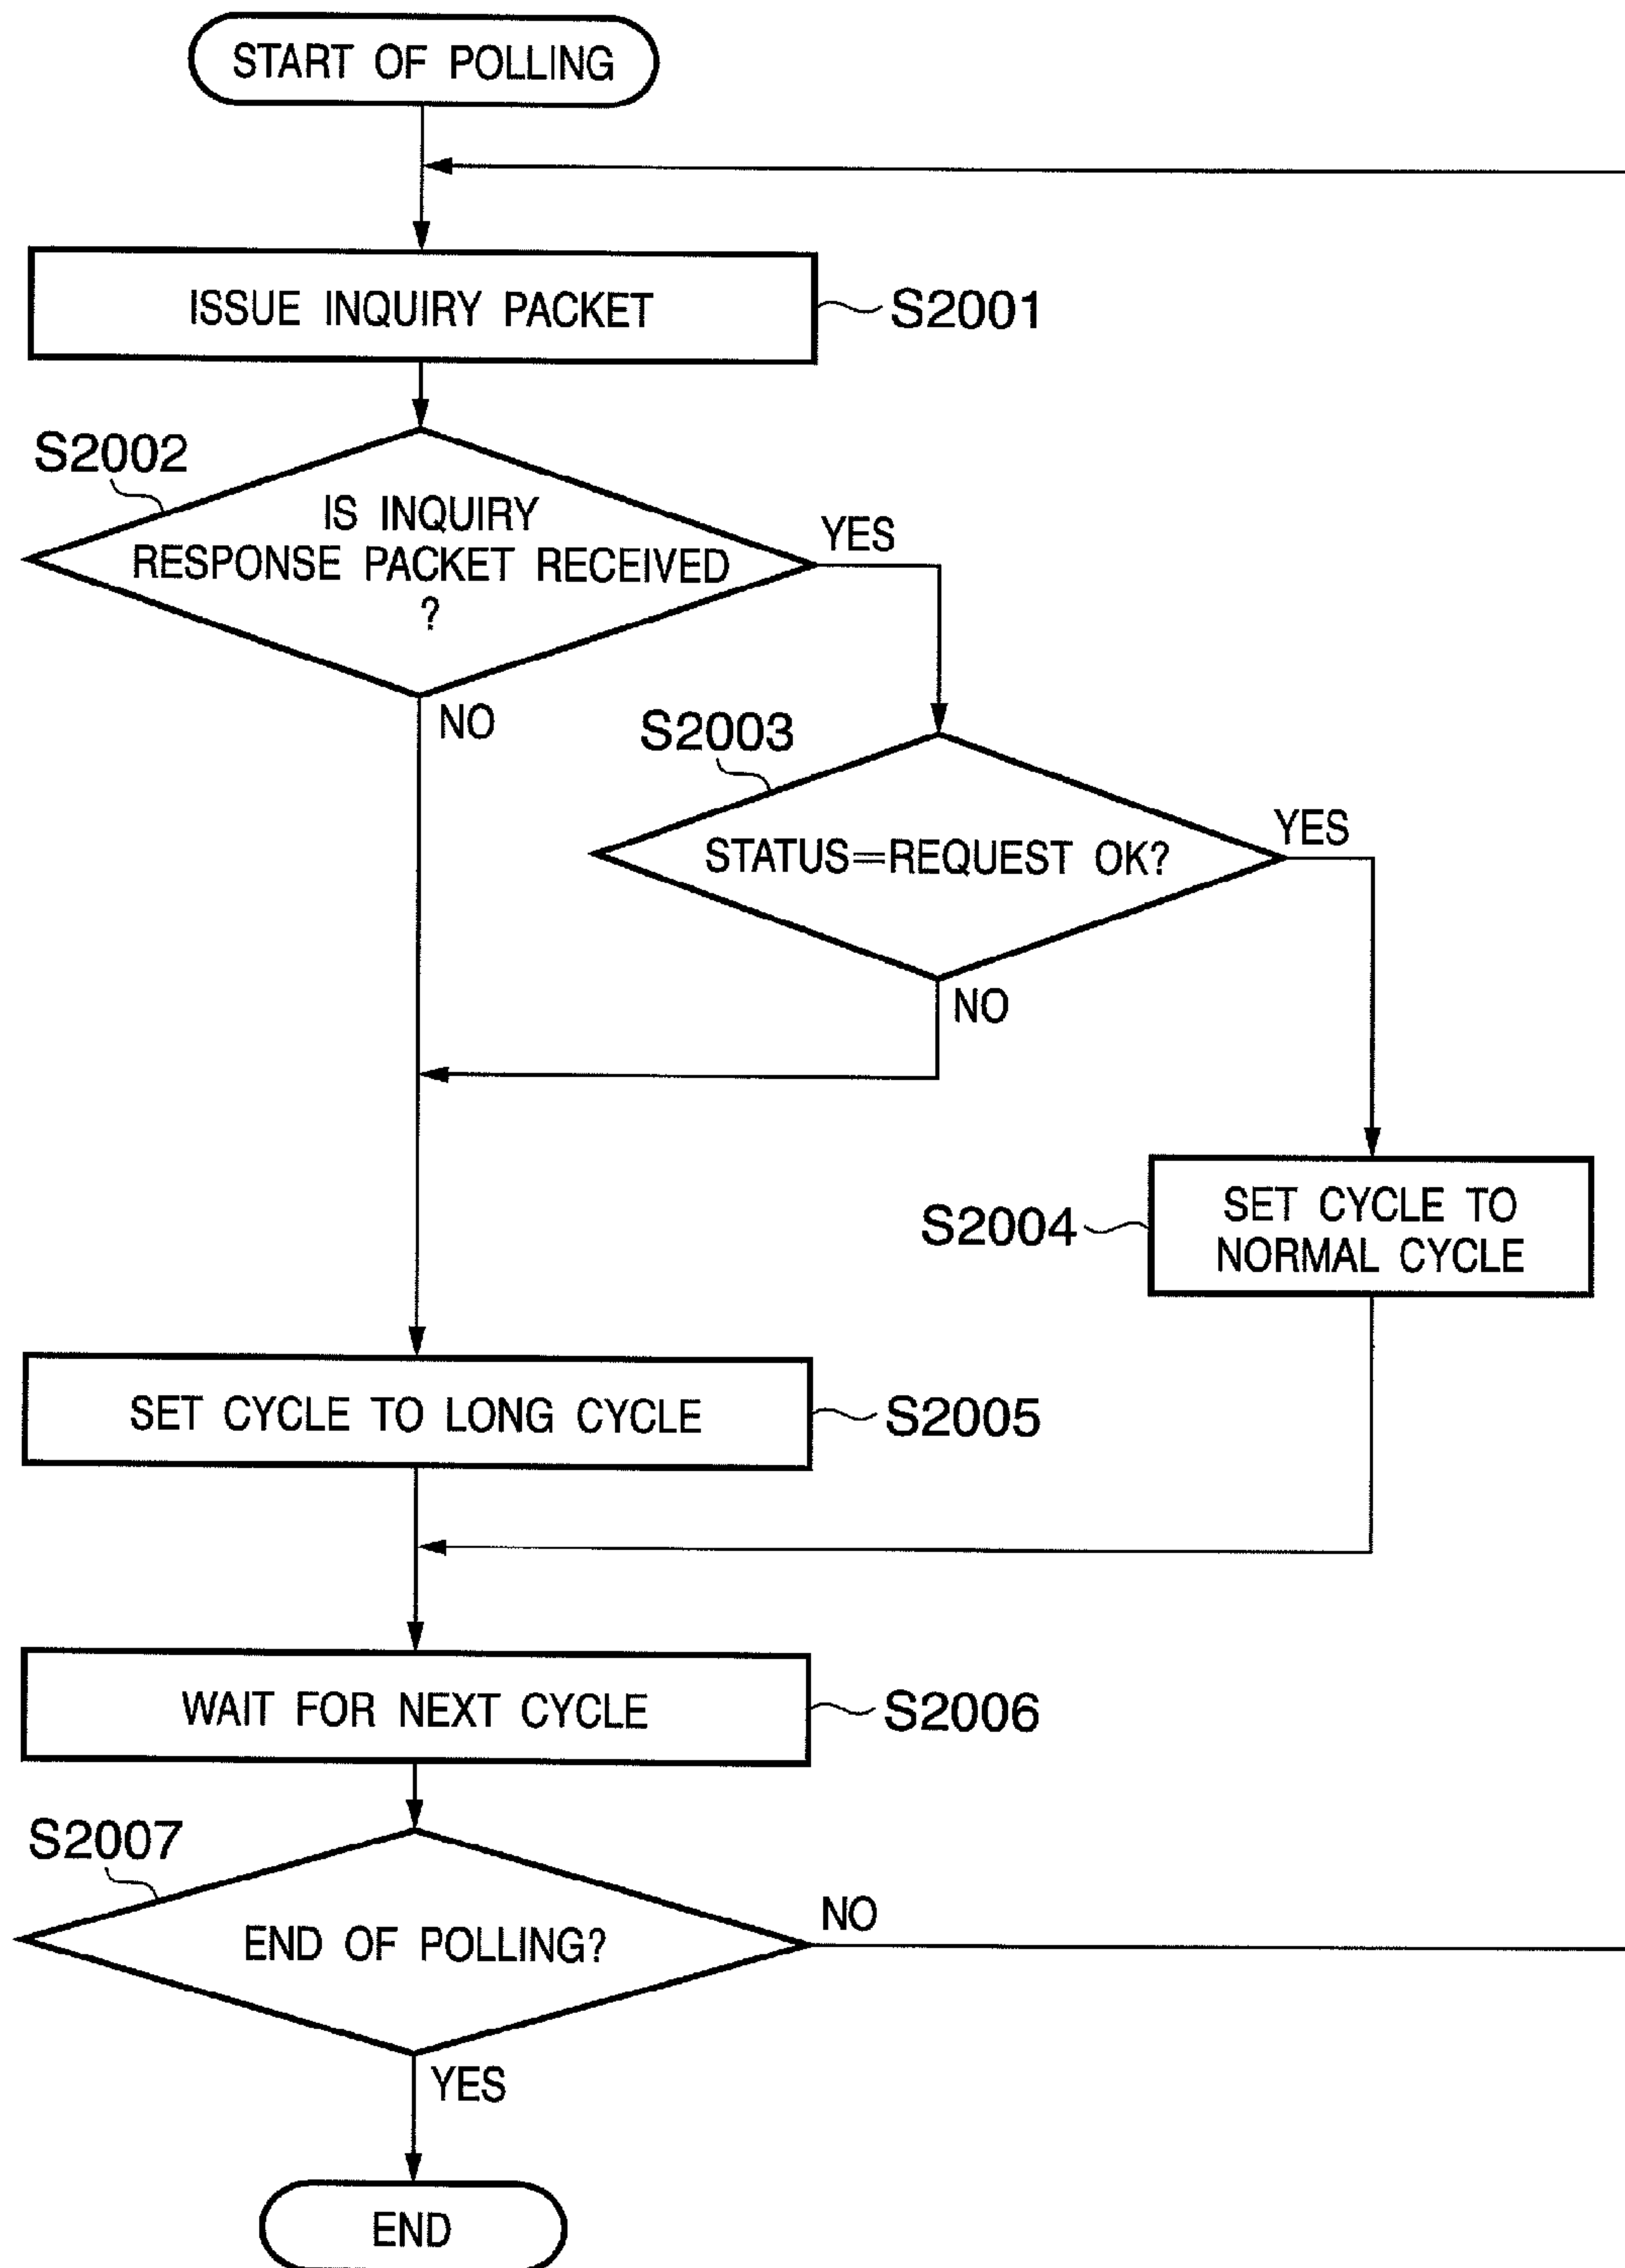 START OF POLLING
ISSUE INQUIRY PACKET
S2001
S2002
IS INQUIRY
RESPONSE PACKET RECEIVED
?
YES
NO
S2003
STATUS=REQUEST OK?
YES
NO
S2004
SET CYCLE TO
NORMAL CYCLE
SET CYCLE TO LONG CYCLE
S2005
WAIT FOR NEXT CYCLE
S2006
S2007
END OF POLLING?
NO
YES
END